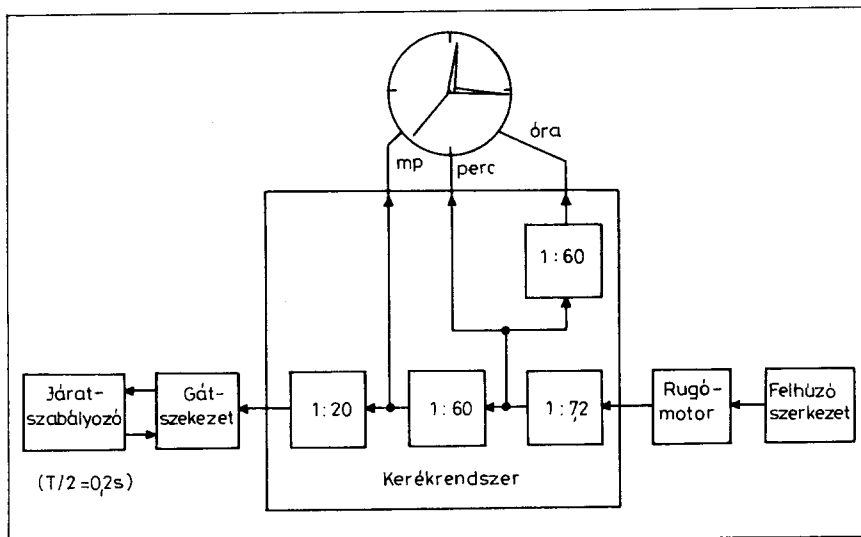 óra
mp
perc
1:60
Járat-
szabályozó
Gát-
szekezet
1:20
1:60
1:7,2
Rugó-
motor
Felhúzó
szerkezet
(T/2=0,2s)
Kerékrendszer